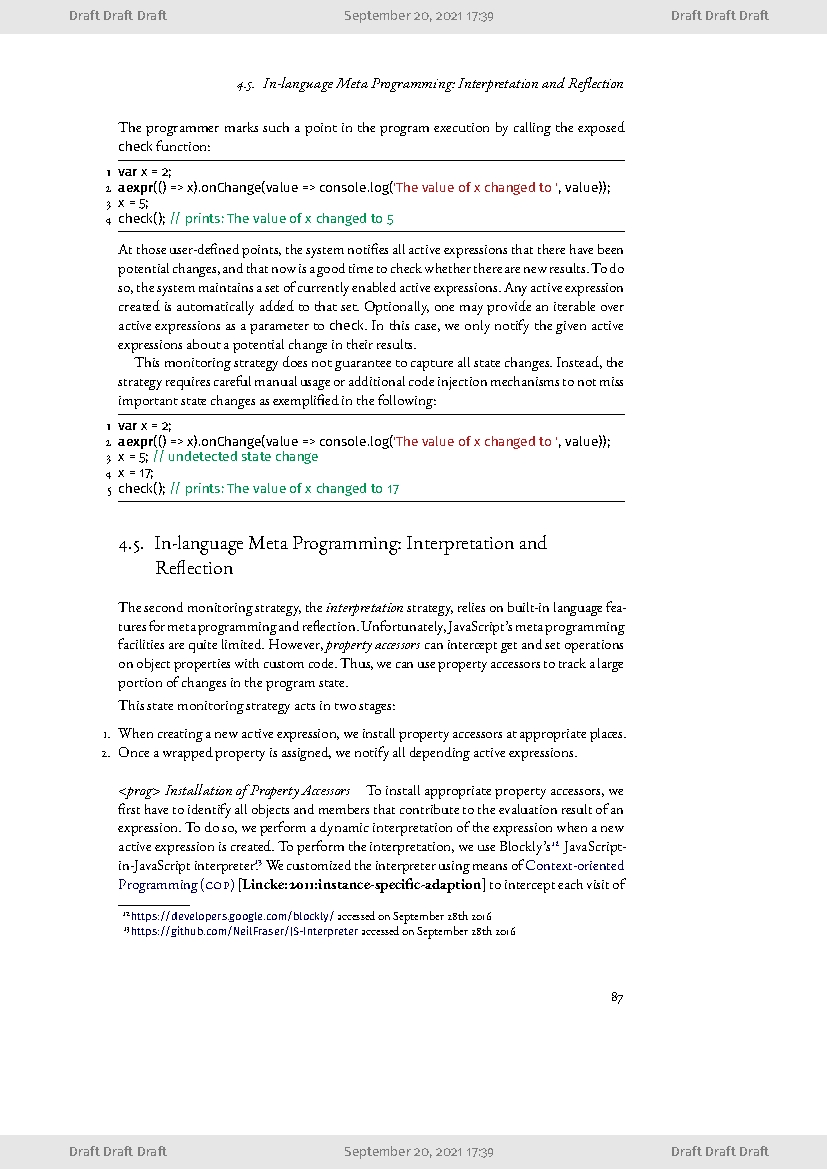 Draft Draft Draft September 20, 2021 17:39 Draft Draft Draft
4.5. In-language Meta Programming: Interpretation and Reflection
The programmer marks such a point in the program execution by calling the exposed
check function:
1 var x = 2;
2 aexpr(() => x).onChange(value => console.log('The value of x changed to ', value));
3 x = 5;
4 check(); // prints: The value of x changed to 5
At those user-defined points, the system notifies all active expressions that there have been
potential changes, and that now is a good time to check whether there are new results. To do
so, the system maintains a set of currently enabled active expressions. Any active expression
created is automatically added to that set. Optionally, one may provide an iterable over
active expressions as a parameter to check. In this case, we only notify the given active
expressions about a potential change in their results.
This monitoring strategy does not guarantee to capture all state changes. Instead, the
strategy requires careful manual usage or additional code injection mechanisms to not miss
important state changes as exemplified in the following:
1 var x = 2;
2 aexpr(() => x).onChange(value => console.log('The value of x changed to ', value));
3 x = 5; // undetected state change
4 x = 17;
5 check(); // prints: The value of x changed to 17
4.5. In-language Meta Programming: Interpretation and
Reflection
The second monitoring strategy, the interpretation strategy, relies on built-in language fea-
tures for meta programming and reflection. Unfortunately, JavaScript's meta programming
facilities are quite limited. However, property accessors can intercept get and set operations
on object properties with custom code. Thus, we can use property accessors to track a large
portion of changes in the program state.
This state monitoring strategy acts in two stages:
1. When creating a new active expression, we install property accessors at appropriate places.
2. Once a wrapped property is assigned, we notify all depending active expressions.
<prog> Installation of Property Accessors To install appropriate property accessors, we
first have to identify all objects and members that contribute to the evaluation result of an
expression. To do so, we perform a dynamic interpretation of the expression when a new
active expression is created. To perform the interpretation, we use Blockly's12 JavaScript-
in-JavaScript interpreter.13 We customized the interpreter using means of Context-oriented
Programming (COP) [Lincke:2011:instance-specific-adaption] to intercept each visit of
12https://developers.google.com/blockly/ accessed on September 28th 2016
13https://github.com/NeilFraser/JS-Interpreter accessed on September 28th 2016
87
Draft Draft Draft September 20, 2021 17:39 Draft Draft Draft